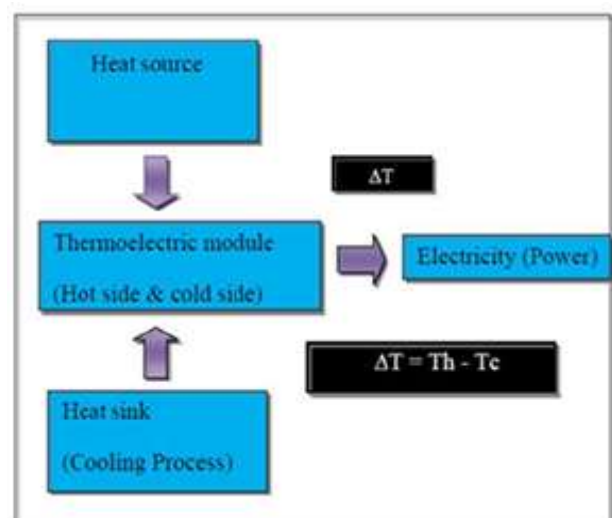 Heat source
ΔT
Thermoelectric module
(Hot side & cold side)
Electricity (Power)
ΔT = Th - Tc
Heat sink
(Cooling Process)